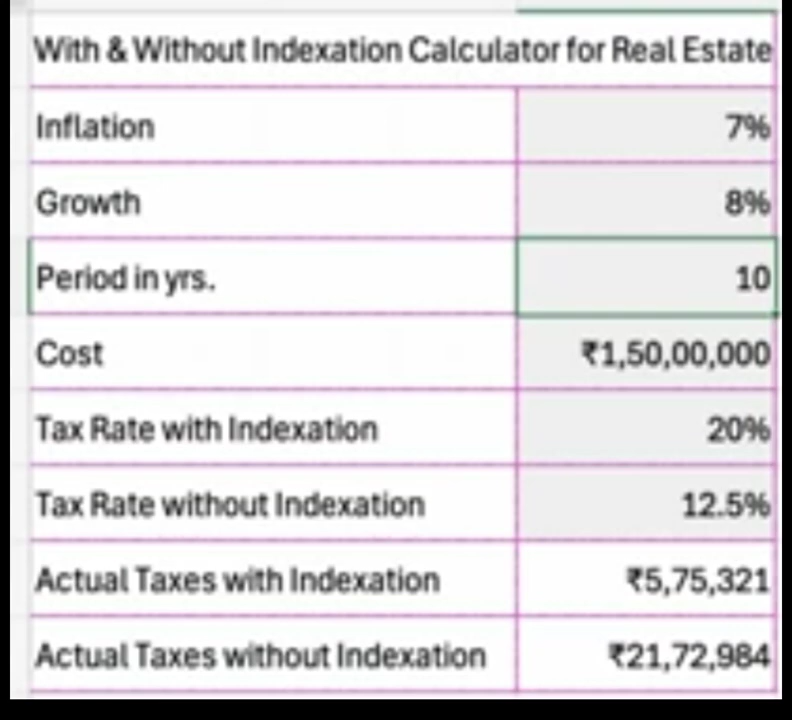 With & Without Indexation Calculator for Real Estate
Inflation 7%
Growth 8%
Period in yrs. 10
Cost ₹1,50,00,000
Tax Rate with Indexation 20%
Tax Rate without Indexation 12.5%
Actual Taxes with Indexation ₹5,75,321
Actual Taxes without Indexation ₹21,72,984